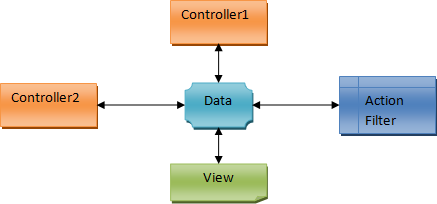 Controller1
Controller2
Data
Action
Filter
View